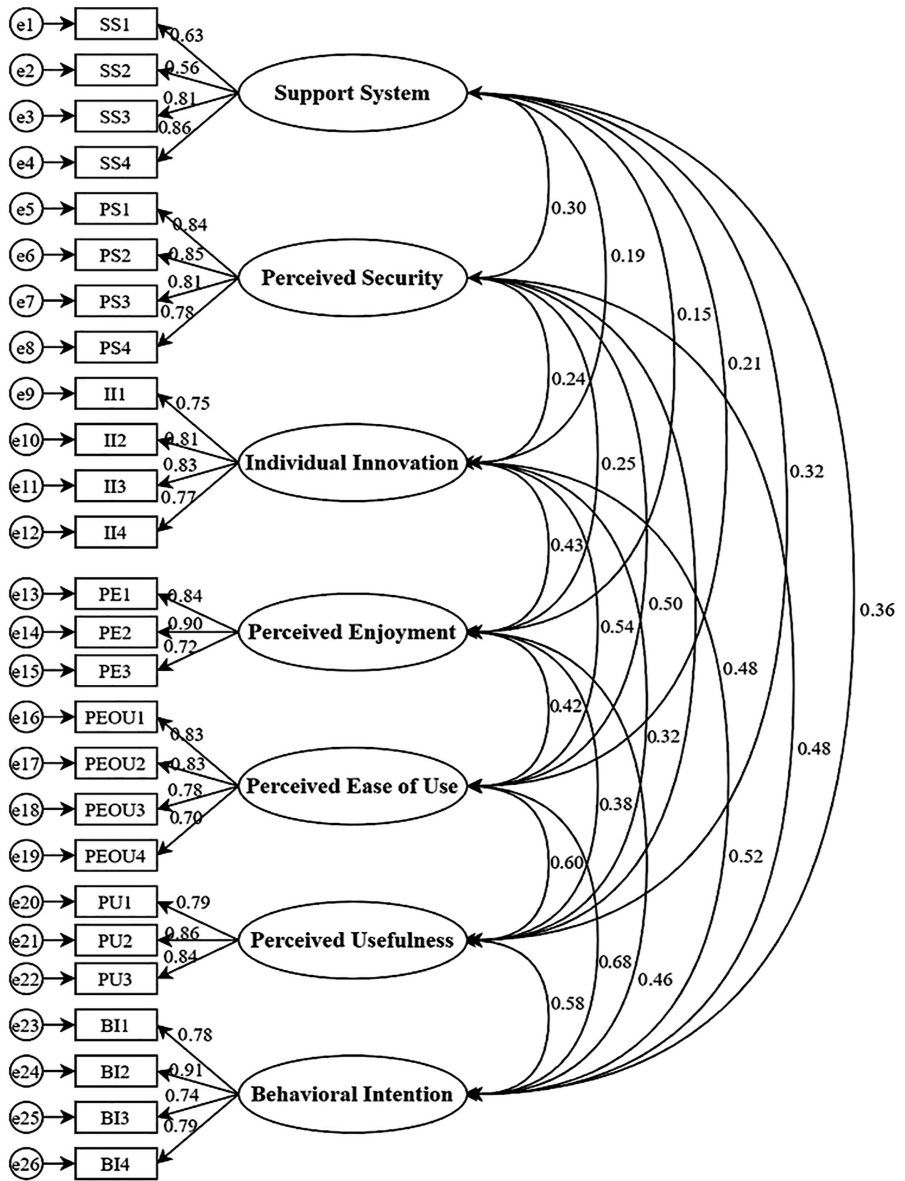 e1 SS1 0.63
e2 SS2 0.56
Support System
e3 SS3 0.81
0.86
e4 SS4
e5 PS1 0.84
0.30
e6 PS2 0.85
0.19
Perceived Security
e7 PS3 0.81
0.78
0.15
e8 PS4
0.21
0.24
e9 II1 0.75
e10 II2 0.81
Individual Innovation
0.25
0.32
e11 II3 0.83
0.77
e12 II4
0.43
e13 PE1 0.84
0.50
0.36
e14 PE2 0.90
Perceived Enjoyment
0.54
e15 PE3 0.72
0.48
0.42
e16 PEOU1 0.83
0.32
0.48
e17 PEOU2 0.83
Perceived Ease of Use
e18 PEOU3 0.78
0.70
0.38
e19 PEOU4
0.60
0.52
e20 PU1 0.79
e21 PU2 0.86
Perceived Usefulness
e22 PU3 0.84
0.68
0.46
0.58
e23 BI1 0.78
e24 BI2 0.91
Behavioral Intention
e25 BI3 0.74
0.79
e26 BI4